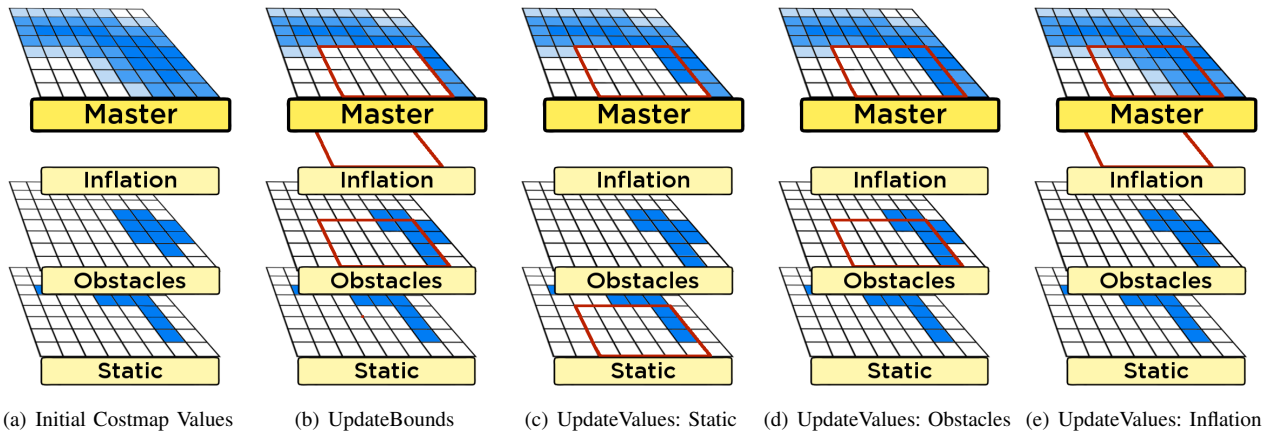 Master
Master
Master
Master
Master
Inflation
Inflation
Inflation
Inflation
Inflation
Obstacles
Obstacles
Obstacles
Obstacles
Obstacles
Static
Static
Static
Static
Static
(a) Initial Costmap Values
(b) UpdateBounds
(c) UpdateValues: Static
(d) UpdateValues: Obstacles
(e) UpdateValues: Inflation